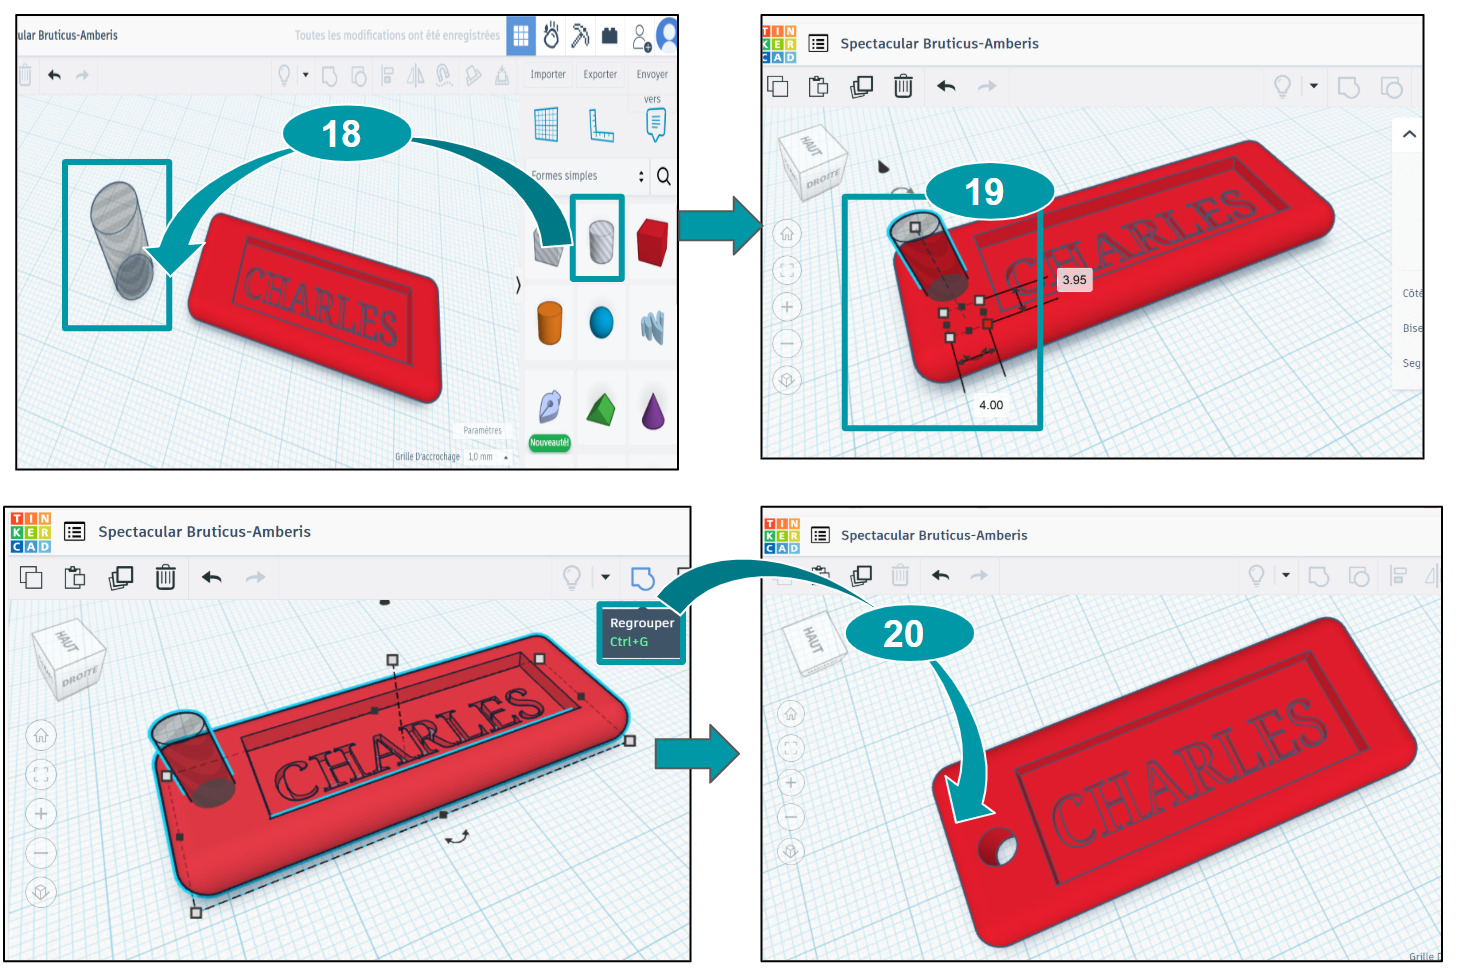 ular Bruticus-Amberis
Toutes les modifications ont été enregistrées
Importer
Exporter
Envoyer
vers
18
Formes simples
CHARLES
Nouveauté!
Paramètres
Grille D'accrochage
1,0 mm
TIN
KER
CAD
Spectacular Bruticus-Amberis
HAUT
DROITE
19
CHARLES
3.95
4.00
Côté
Bise
Seg
TIN
KER
CAD
Spectacular Bruticus-Amberis
Regrouper
Ctrl+G
HAUT
DROITE
CHARLES
TIN
KER
CAD
Spectacular Bruticus-Amberis
HAUT
20
CHARLES
Grille D